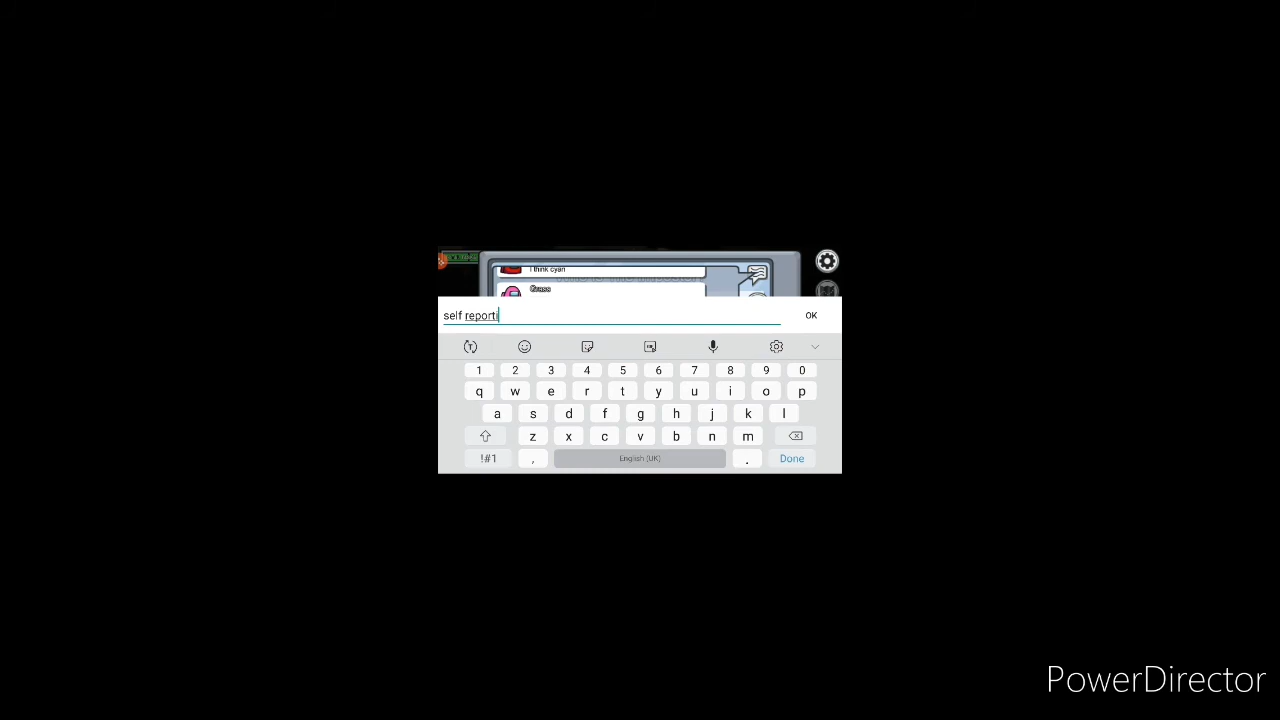 I think cyan
self reporti
OK
1 2 3 4 5 6 7 8 9 0
q w e r t y u i o p
a s d f g h j k l
z x c v b n m
!#1 , English (UK) . Done
PowerDirector